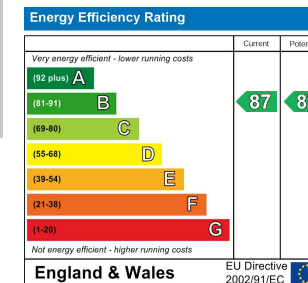 Energy Efficiency Rating
Current
Very energy efficient - lower running costs
(92 plus) A
(81-91) B
87
(69-80) C
(55-68) D
(39-54) E
(21-38) F
(1-20) G
Not energy efficient - higher running costs
England & Wales
EU Directive
2002/91/EC